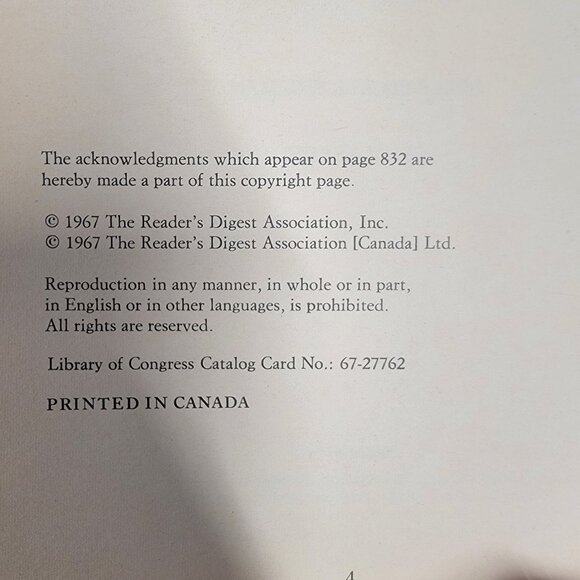 The acknowledgments which appear on page 832 are
hereby made a part of this copyright page.
© 1967 The Reader's Digest Association, Inc.
© 1967 The Reader's Digest Association [Canada] Ltd.
Reproduction in any manner, in whole or in part,
in English or in other languages, is prohibited.
All rights are reserved.
Library of Congress Catalog Card No.: 67-27762
PRINTED IN CANADA
4